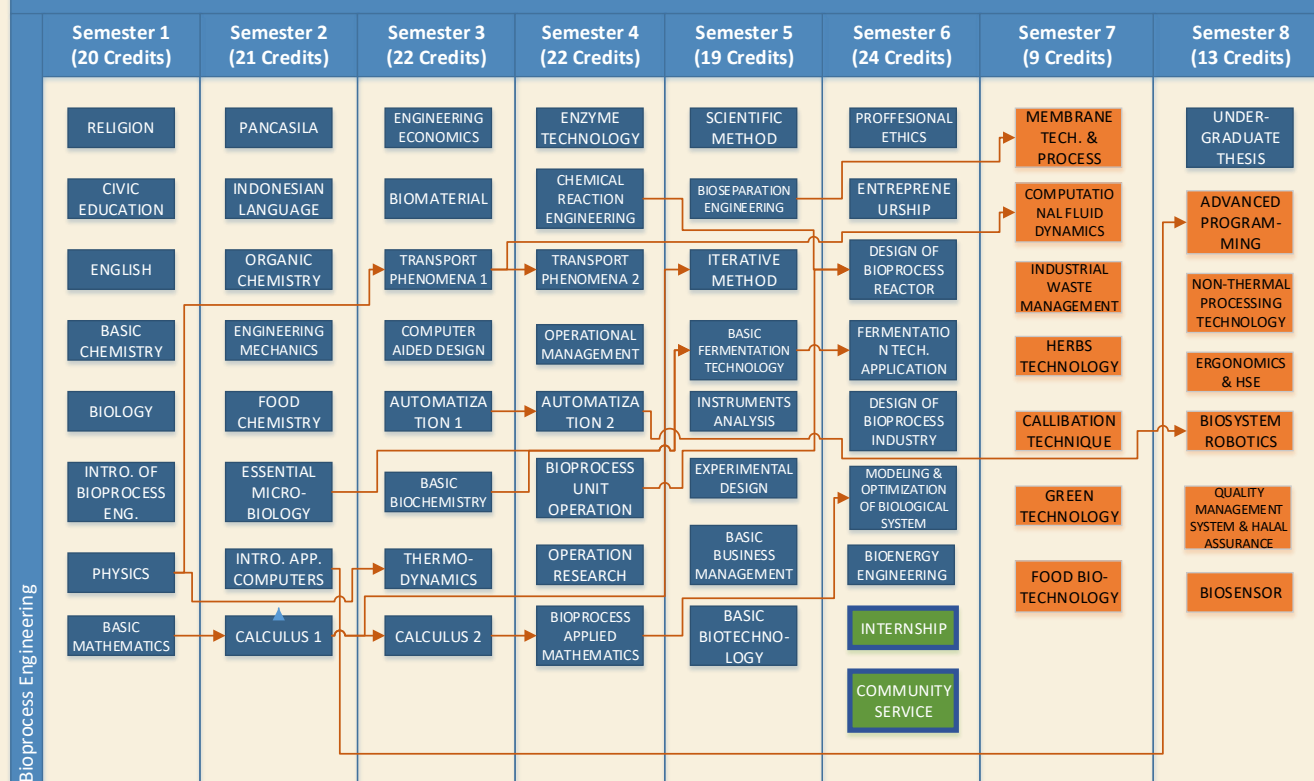 Bioprocess Engineering
Semester 1
(20 Credits)
RELIGION
CIVIC
EDUCATION
ENGLISH
BASIC
CHEMISTRY
BIOLOGY
INTRO. OF
BIOPROCESS
ENG.
PHYSICS
BASIC
MATHEMATICS
Semester 2
(21 Credits)
PANCASILA
INDONESIAN
LANGUAGE
ORGANIC
CHEMISTRY
ENGINEERING
MECHANICS
FOOD
CHEMISTRY
ESSENTIAL
MICRO-
BIOLOGY
INTRO. APP.
COMPUTERS
CALCULUS 1
Semester 3
(22 Credits)
ENGINEERING
ECONOMICS
BIOMATERIAL
TRANSPORT
PHENOMENA 1
COMPUTER
AIDED DESIGN
AUTOMATIZA
TION 1
BASIC
BIOCHEMISTRY
THERMO-
DYNAMICS
CALCULUS 2
Semester 4
(22 Credits)
ENZYME
TECHNOLOGY
CHEMICAL
REACTION
ENGINEERING
TRANSPORT
PHENOMENA 2
OPERATIONAL
MANAGEMENT
AUTOMATIZA
TION 2
BIOPROCESS
UNIT
OPERATION
OPERATION
RESEARCH
BIOPROCESS
APPLIED
MATHEMATICS
Semester 5
(19 Credits)
SCIENTIFIC
METHOD
BIOSEPARATION
ENGINEERING
ITERATIVE
METHOD
BASIC
FERMENTATION
TECHNOLOGY
INSTRUMENTS
ANALYSIS
EXPERIMENTAL
DESIGN
BASIC
BUSINESS
MANAGEMENT
BASIC
BIOTECHNO-
LOGY
Semester 6
(24 Credits)
PROFFESIONAL
ETHICS
ENTREPRENE
URSHIP
DESIGN OF
BIOPROCESS
REACTOR
FERMENTATIO
N TECH.
APPLICATION
DESIGN OF
BIOPROCESS
INDUSTRY
MODELING &
OPTIMIZATION
OF BIOLOGICAL
SYSTEM
BIOENERGY
ENGINEERING
INTERNSHIP
COMMUNITY
SERVICE
Semester 7
(9 Credits)
MEMBRANE
TECH. &
PROCESS
COMPUTATIO
NAL FLUID
DYNAMICS
INDUSTRIAL
WASTE
MANAGEMENT
HERBS
TECHNOLOGY
CALLIBATION
TECHNIQUE
GREEN
TECHNOLOGY
FOOD BIO-
TECHNOLOGY
Semester 8
(13 Credits)
UNDER-
GRADUATE
THESIS
ADVANCED
PROGRAM-
MING
NON-THERMAL
PROCESSING
TECHNOLOGY
ERGONOMICS
& HSE
BIOSYSTEM
ROBOTICS
QUALITY
MANAGEMENT
SYSTEM & HALAL
ASSURANCE
BIOSENSOR